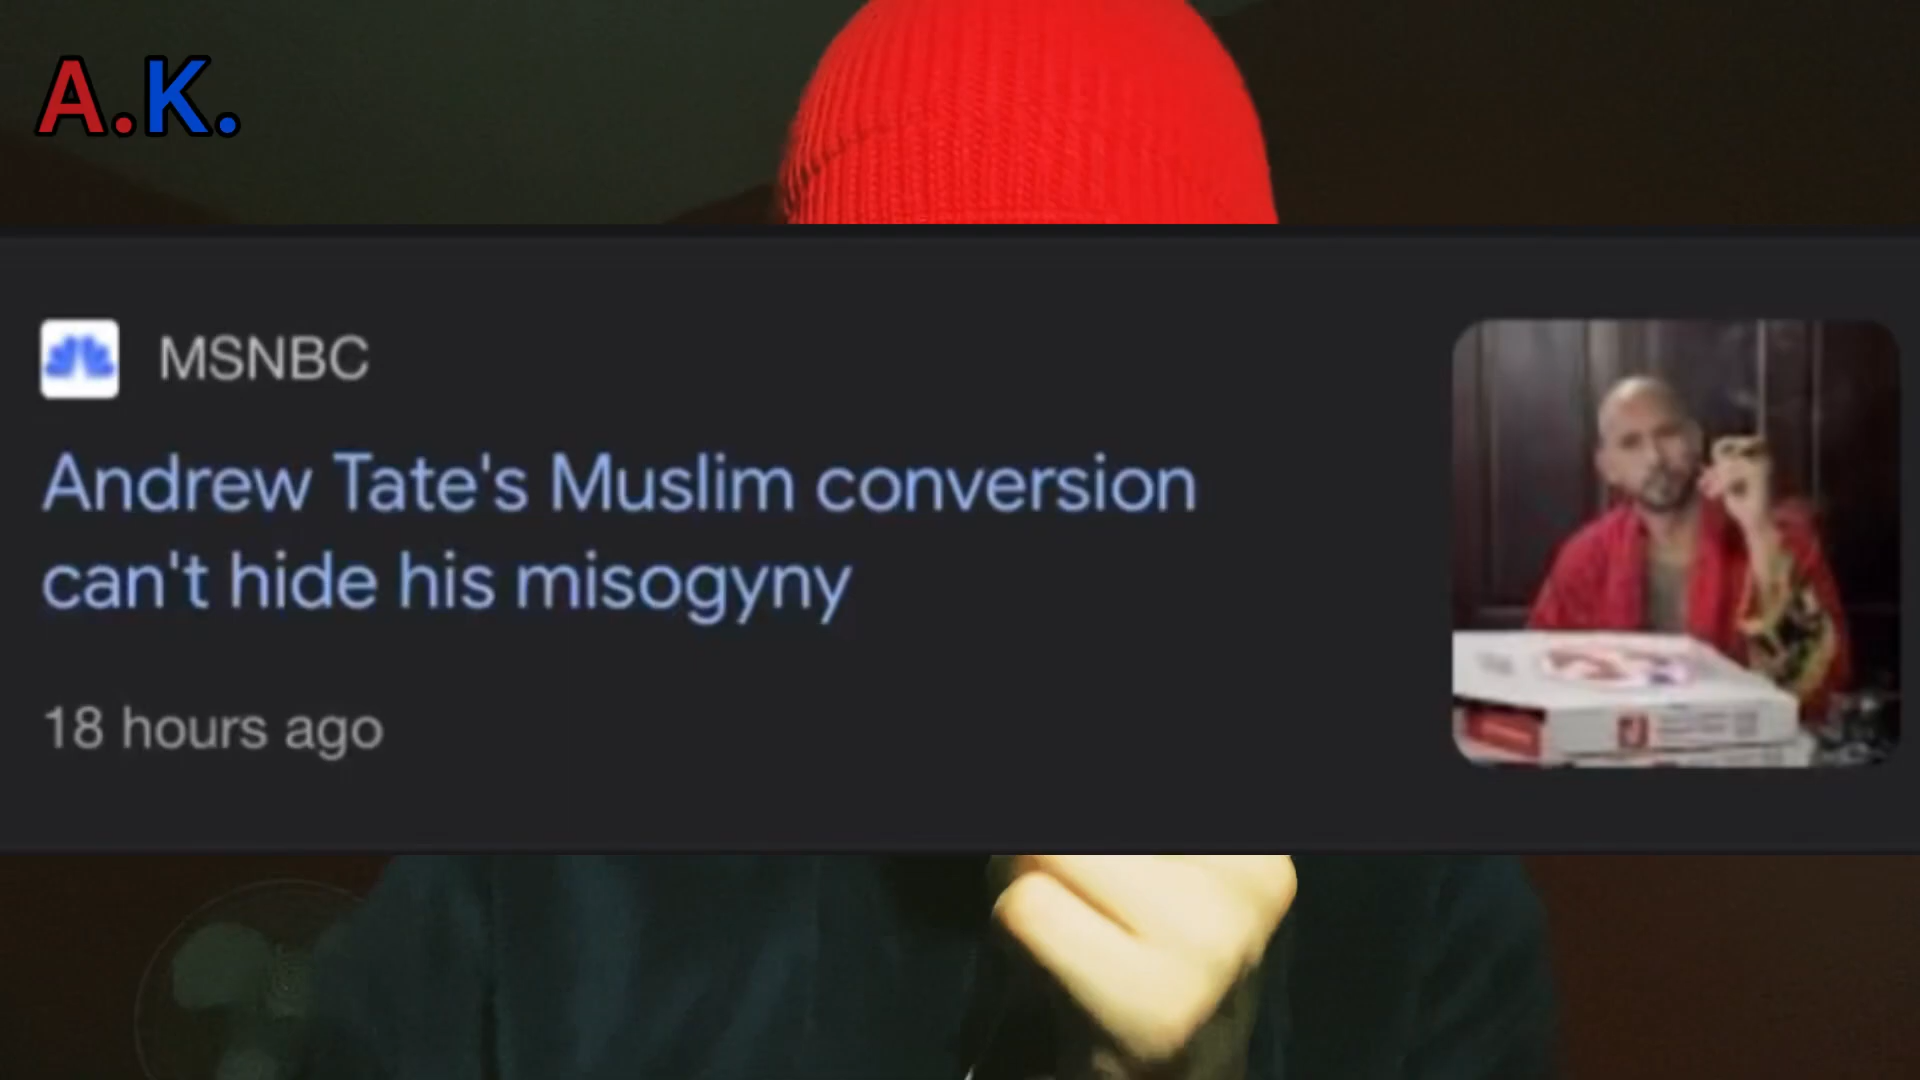 A.K.
MSNBC
Andrew Tate's Muslim conversion
can't hide his misogyny
18 hours ago